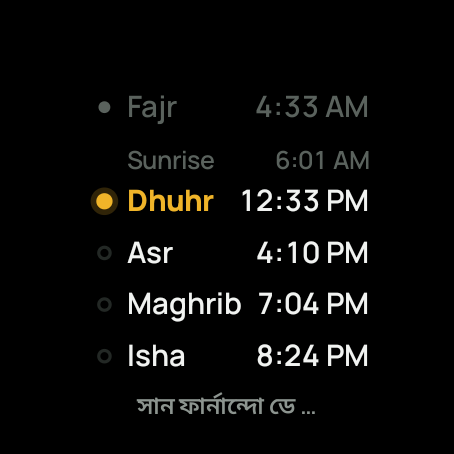 Fajr 4:33 AM
Sunrise 6:01 AM
Dhuhr 12:33 PM
Asr 4:10 PM
Maghrib 7:04 PM
Isha 8:24 PM
সান ফার্নান্দো ডে ...